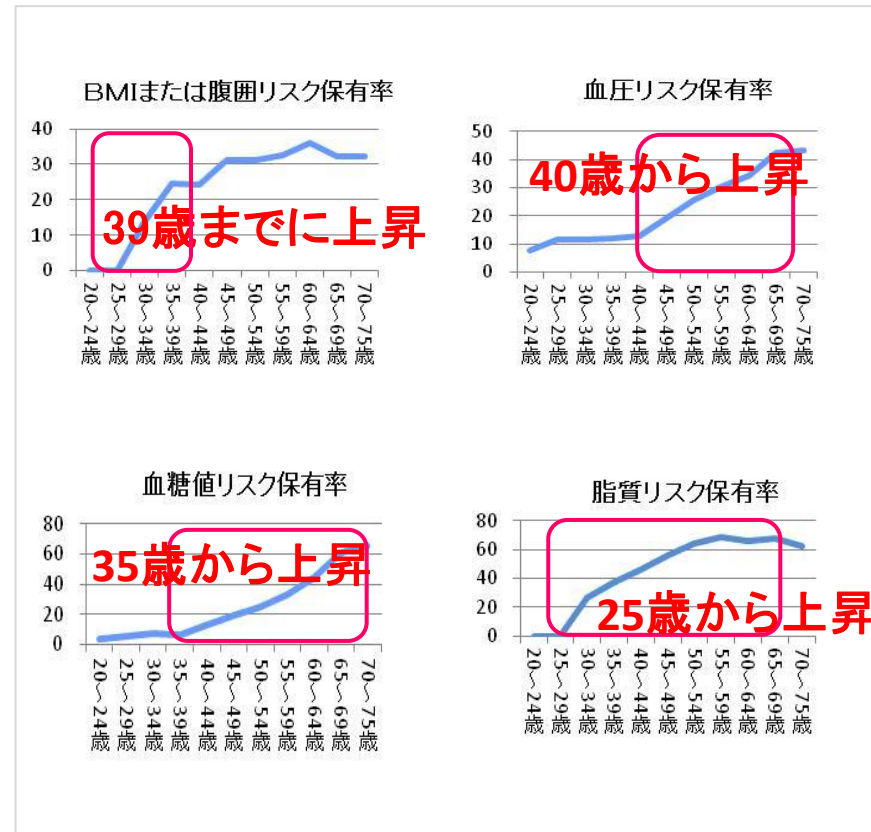 BMIまたは腹囲リスク保有率
40
30
20
10
0
39歳までに上昇
20～24歳
25～29歳
30～34歳
35～39歳
40～44歳
45～49歳
50～54歳
55～59歳
60～64歳
65～69歳
70～75歳
血圧リスク保有率
50
40
30
20
10
0
40歳から上昇
20～24歳
25～29歳
30～34歳
35～39歳
40～44歳
45～49歳
50～54歳
55～59歳
60～64歳
65～69歳
70～75歳
血糖値リスク保有率
80
60
40
20
0
35歳から上昇
20～24歳
25～29歳
30～34歳
35～39歳
40～44歳
45～49歳
50～54歳
55～59歳
60～64歳
65～69歳
70～75歳
脂質リスク保有率
80
60
40
20
0
25歳から上昇
20～24歳
25～29歳
30～34歳
35～39歳
40～44歳
45～49歳
50～54歳
55～59歳
60～64歳
65～69歳
70～75歳